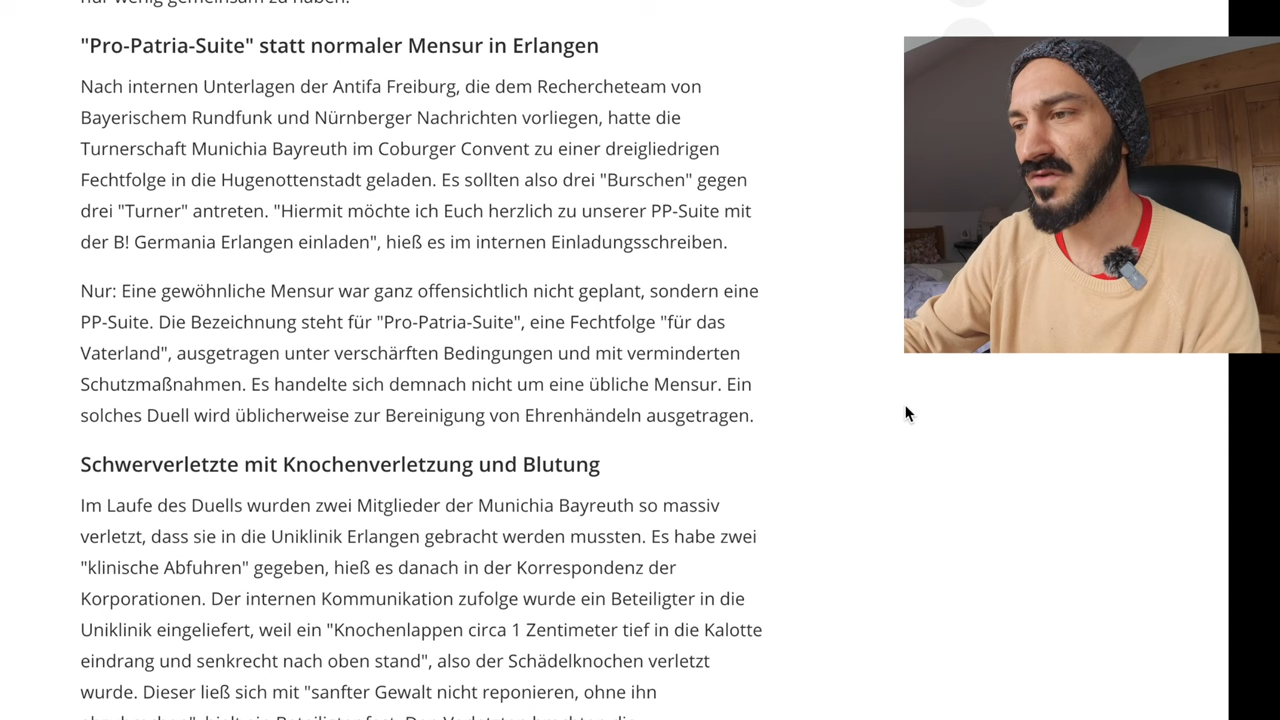 "Pro-Patria-Suite" statt normaler Mensur in Erlangen
Nach internen Unterlagen der Antifa Freiburg, die dem Rechercheteam von
Bayerischem Rundfunk und Nürnberger Nachrichten vorliegen, hatte die
Turnerschaft Munichia Bayreuth im Coburger Convent zu einer dreigliedrigen
Fechtfolge in die Hugenottenstadt geladen. Es sollten also drei "Burschen" gegen
drei "Turner" antreten. "Hiermit möchte ich Euch herzlich zu unserer PP-Suite mit
der B! Germania Erlangen einladen", hieß es im internen Einladungsschreiben.
Nur: Eine gewöhnliche Mensur war ganz offensichtlich nicht geplant, sondern eine
PP-Suite. Die Bezeichnung steht für "Pro-Patria-Suite", eine Fechtfolge "für das
Vaterland", ausgetragen unter verschärften Bedingungen und mit verminderten
Schutzmaßnahmen. Es handelte sich demnach nicht um eine übliche Mensur. Ein
solches Duell wird üblicherweise zur Bereinigung von Ehrenhändeln ausgetragen.
Schwerverletzte mit Knochenverletzung und Blutung
Im Laufe des Duells wurden zwei Mitglieder der Munichia Bayreuth so massiv
verletzt, dass sie in die Uniklinik Erlangen gebracht werden mussten. Es habe zwei
"klinische Abfuhren" gegeben, hieß es danach in der Korrespondenz der
Korporationen. Der internen Kommunikation zufolge wurde ein Beteiligter in die
Uniklinik eingeliefert, weil ein "Knochenlappen circa 1 Zentimeter tief in die Kalotte
eindrang und senkrecht nach oben stand", also der Schädelknochen verletzt
wurde. Dieser ließ sich mit "sanfter Gewalt nicht reponieren, ohne ihn